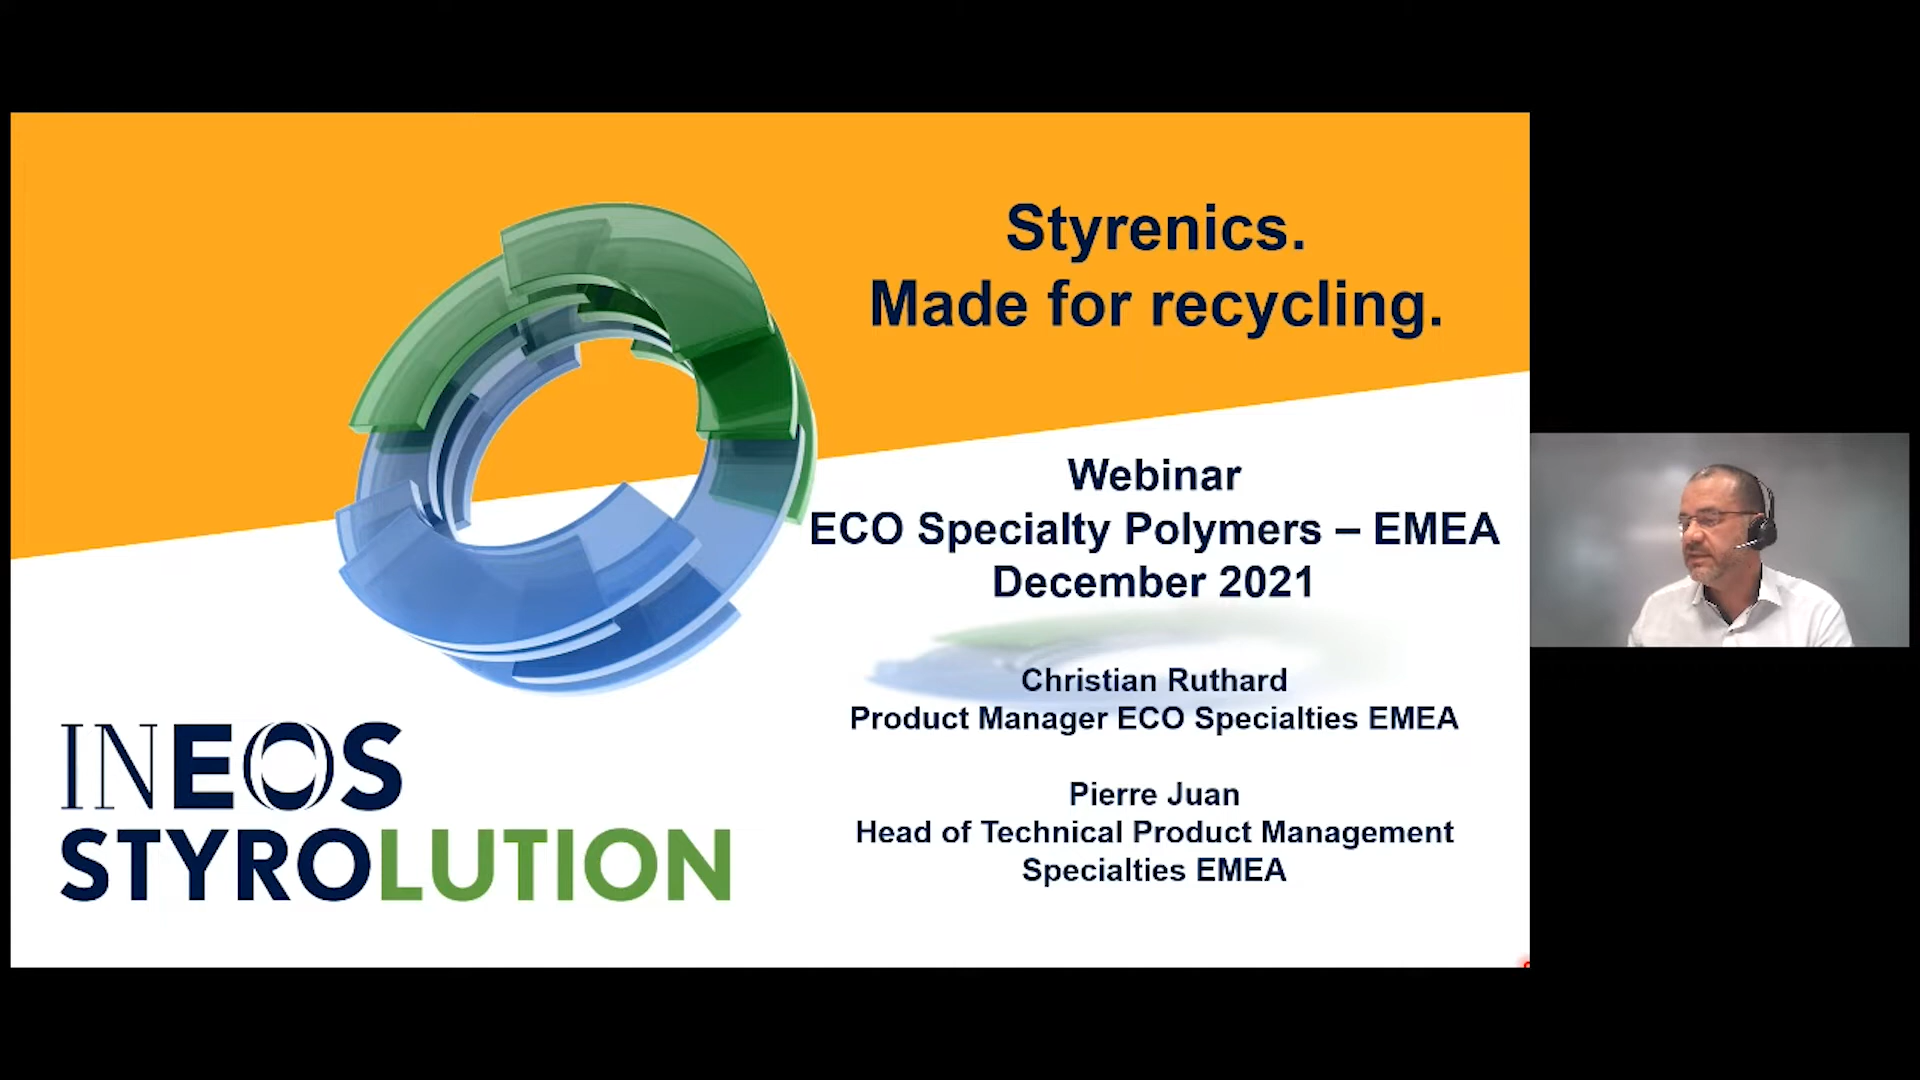 Styrenics.
Made for recycling.
Webinar
ECO Specialty Polymers – EMEA
December 2021
Christian Ruthard
Product Manager ECO Specialties EMEA
Pierre Juan
Head of Technical Product Management
Specialties EMEA
INEOS
STYROLUTION